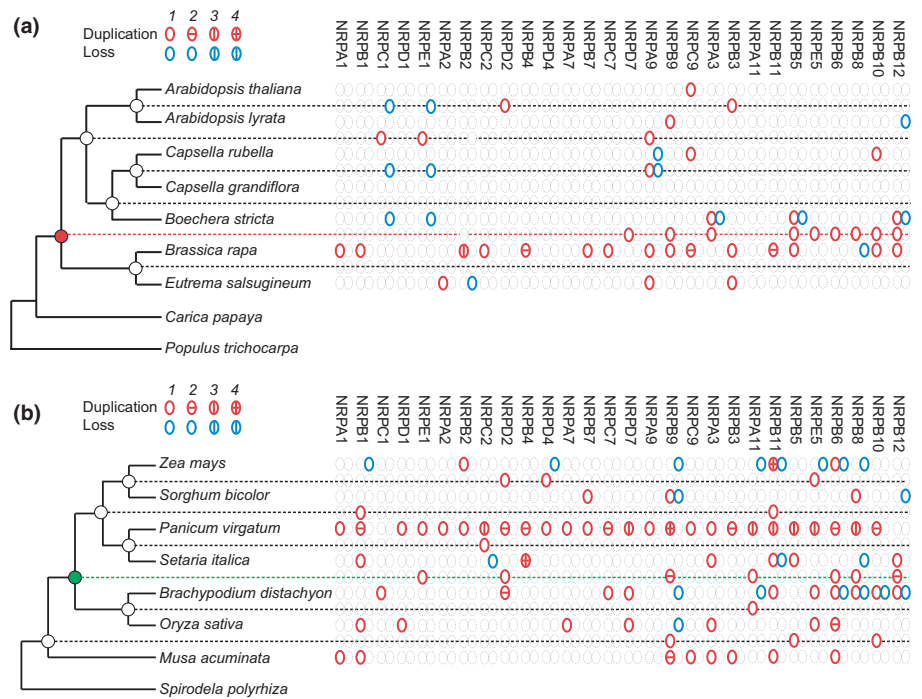 (a)
1 2 3 4
Duplication
Loss
NRPA1 NRPB1 NRPC1 NRPD1 NRPE1 NRPA2 NRPB2 NRPC2 NRPD2 NRPB4 NRPD4 NRPA7 NRPB7 NRPC7 NRPD7 NRPA9 NRPB9 NRPC9 NRPA3 NRPB3 NRPA11 NRPB11 NRPB5 NRPE5 NRPB6 NRPB8 NRPB10 NRPB12
Arabidopsis thaliana
Arabidopsis lyrata
Capsella rubella
Capsella grandiflora
Boechera stricta
Brassica rapa
Eutrema salsugineum
Carica papaya
Populus trichocarpa
(b)
1 2 3 4
Duplication
Loss
NRPA1 NRPB1 NRPC1 NRPD1 NRPE1 NRPA2 NRPB2 NRPC2 NRPD2 NRPB4 NRPD4 NRPA7 NRPB7 NRPC7 NRPD7 NRPA9 NRPB9 NRPC9 NRPA3 NRPB3 NRPA11 NRPB11 NRPB5 NRPE5 NRPB6 NRPB8 NRPB10 NRPB12
Zea mays
Sorghum bicolor
Panicum virgatum
Setaria italica
Brachypodium distachyon
Oryza sativa
Musa acuminata
Spirodela polyrhiza